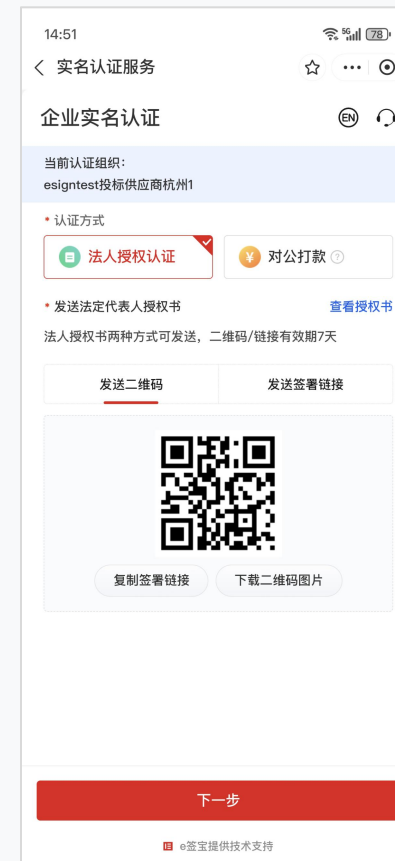 14:51
5G
78
实名认证服务
企业实名认证
EN
当前认证组织：
esigntest投标供应商杭州1
* 认证方式
法人授权认证
对公打款
* 发送法定代表人授权书
查看授权书
法人授权书两种方式可发送，二维码/链接有效期7天
发送二维码
发送签署链接
复制签署链接
下载二维码图片
下一步
e签宝提供技术支持